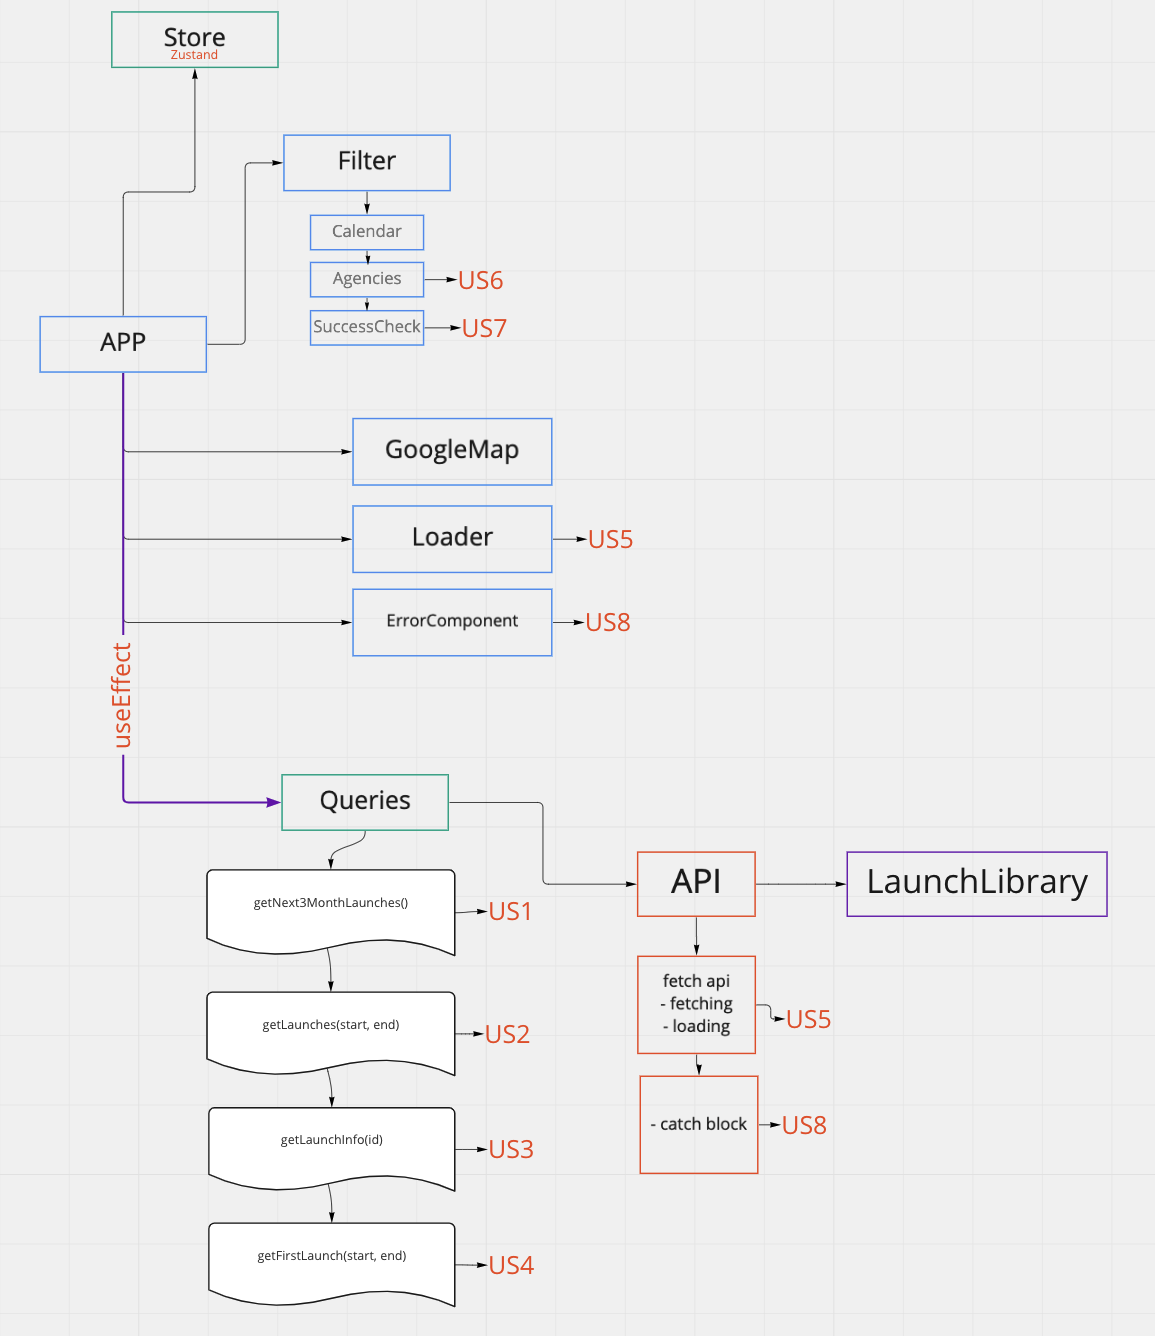 Store
Zustand
Filter
Calendar
Agencies
US6
SuccessCheck
US7
APP
GoogleMap
Loader
US5
ErrorComponent
US8
useEffect
Queries
API
LaunchLibrary
getNext3MonthLaunches()
US1
fetch api
- fetching
- loading
US5
getLaunches(start, end)
US2
- catch block
US8
getLaunchInfo(id)
US3
getFirstLaunch(start, end)
US4